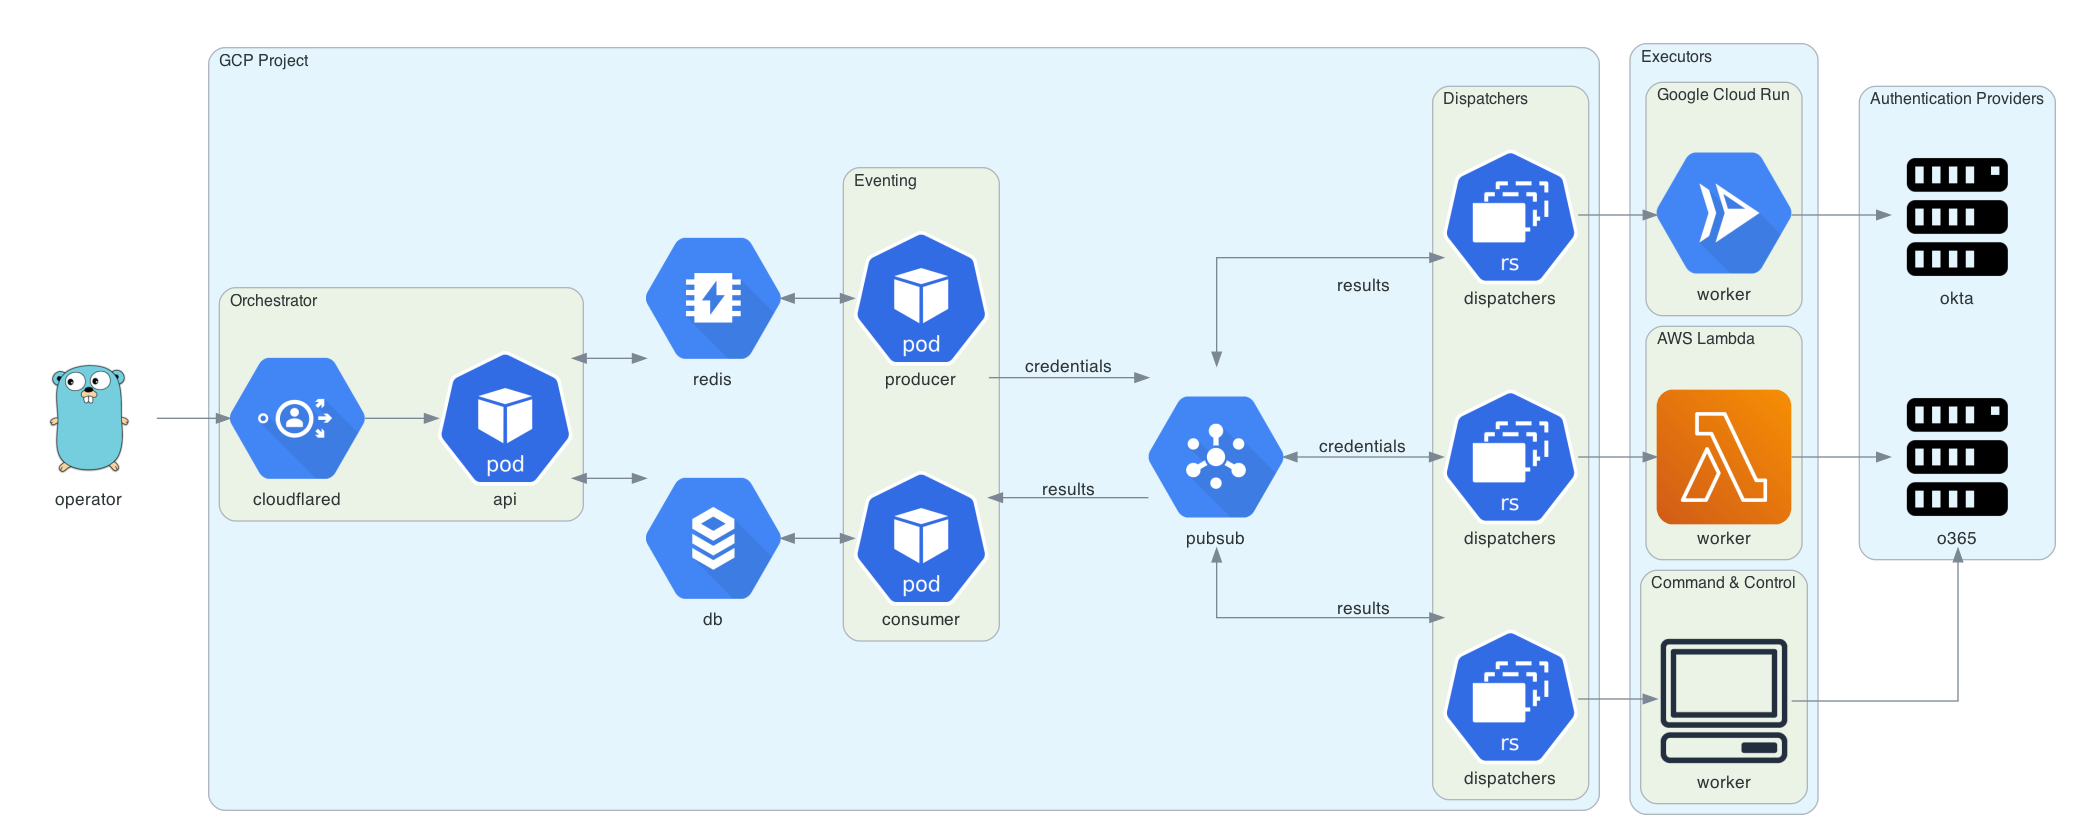 GCP Project
Executors
Dispatchers
Google Cloud Run
Authentication Providers
Eventing
rs
dispatchers
worker
okta
results
Orchestrator
redis
pod
producer
AWS Lambda
credentials
operator
cloudflared
pod
api
pubsub
credentials
rs
dispatchers
worker
o365
results
db
pod
consumer
results
Command & Control
rs
dispatchers
worker